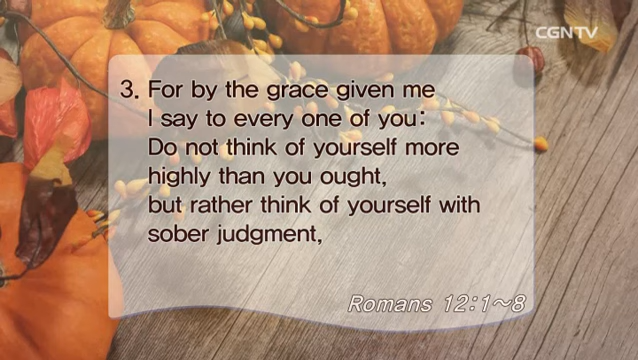 CGNTV
3. For by the grace given me
I say to every one of you:
Do not think of yourself more
highly than you ought,
but rather think of yourself with
sober judgment,
Romans 12:1~8